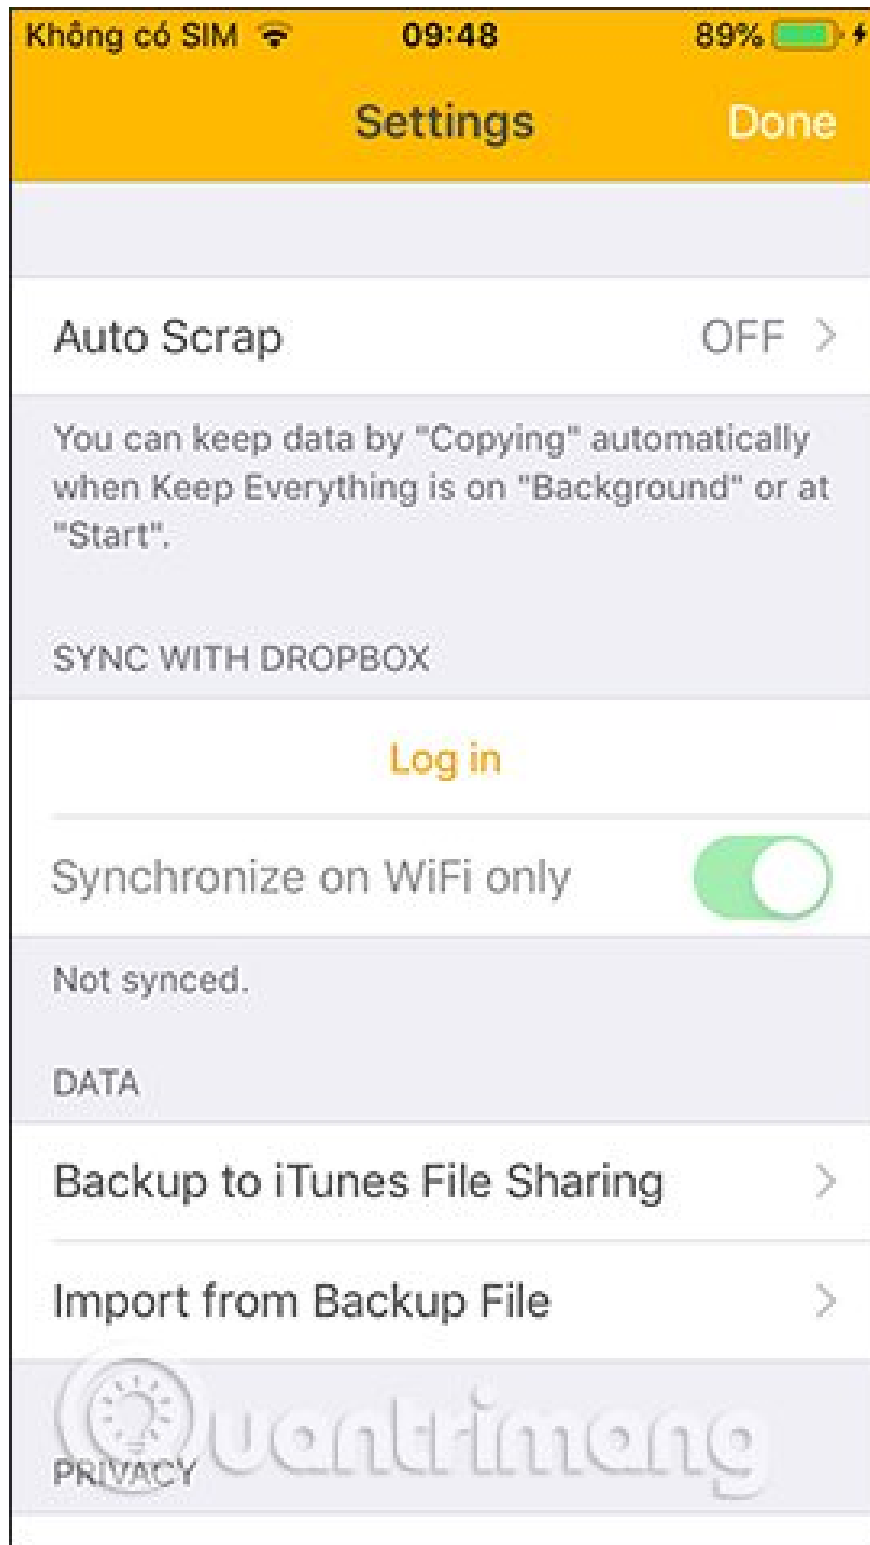 Không có SIM 09:48 89%
Settings Done
Auto Scrap OFF
You can keep data by "Copying" automatically
when Keep Everything is on "Background" or at
"Start".
SYNC WITH DROPBOX
Log in
Synchronize on WiFi only
Not synced.
DATA
Backup to iTunes File Sharing
Import from Backup File
Quantrimang
PRIVACY